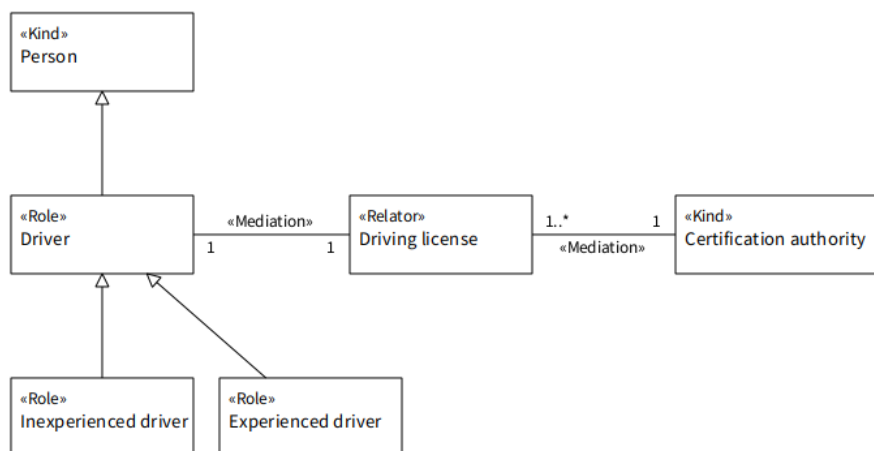 «Kind»
Person
«Role»
Driver
«Mediation»
1
1
«Relator»
Driving license
1..*
1
«Mediation»
«Kind»
Certification authority
«Role»
Inexperienced driver
«Role»
Experienced driver